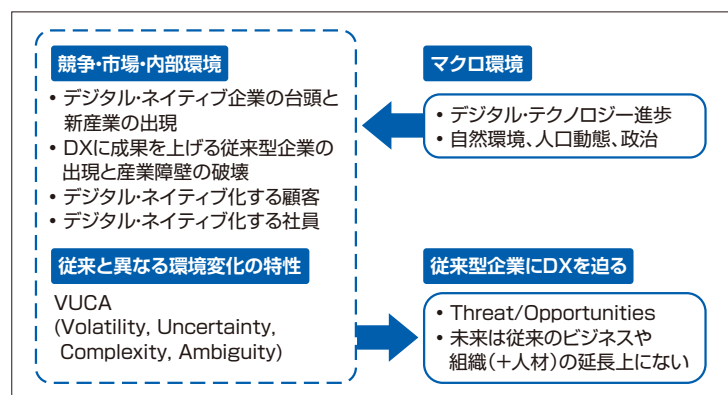 競争・市場・内部環境
• デジタル・ネイティブ企業の台頭と
新産業の出現
• DXに成果を上げる従来型企業の
出現と産業障壁の破壊
• デジタル・ネイティブ化する顧客
• デジタル・ネイティブ化する社員
従来と異なる環境変化の特性
VUCA
(Volatility, Uncertainty,
Complexity, Ambiguity)
マクロ環境
• デジタル・テクノロジー進歩
• 自然環境、人口動態、政治
従来型企業にDXを迫る
• Threat/Opportunities
• 未来は従来のビジネスや
組織(+人材)の延長上にない